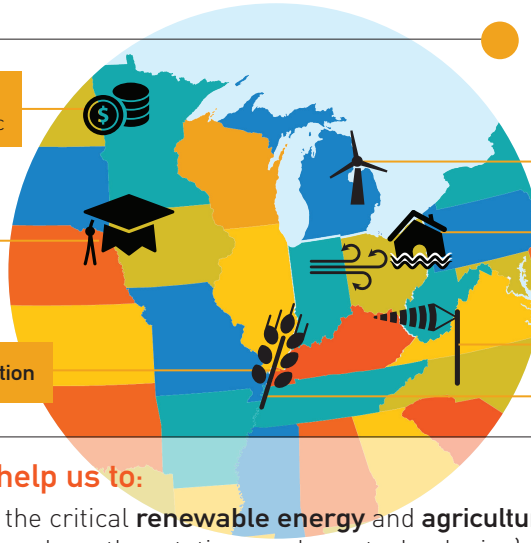 $
c
tion
help us to:
the critical renewable energy and agricultu